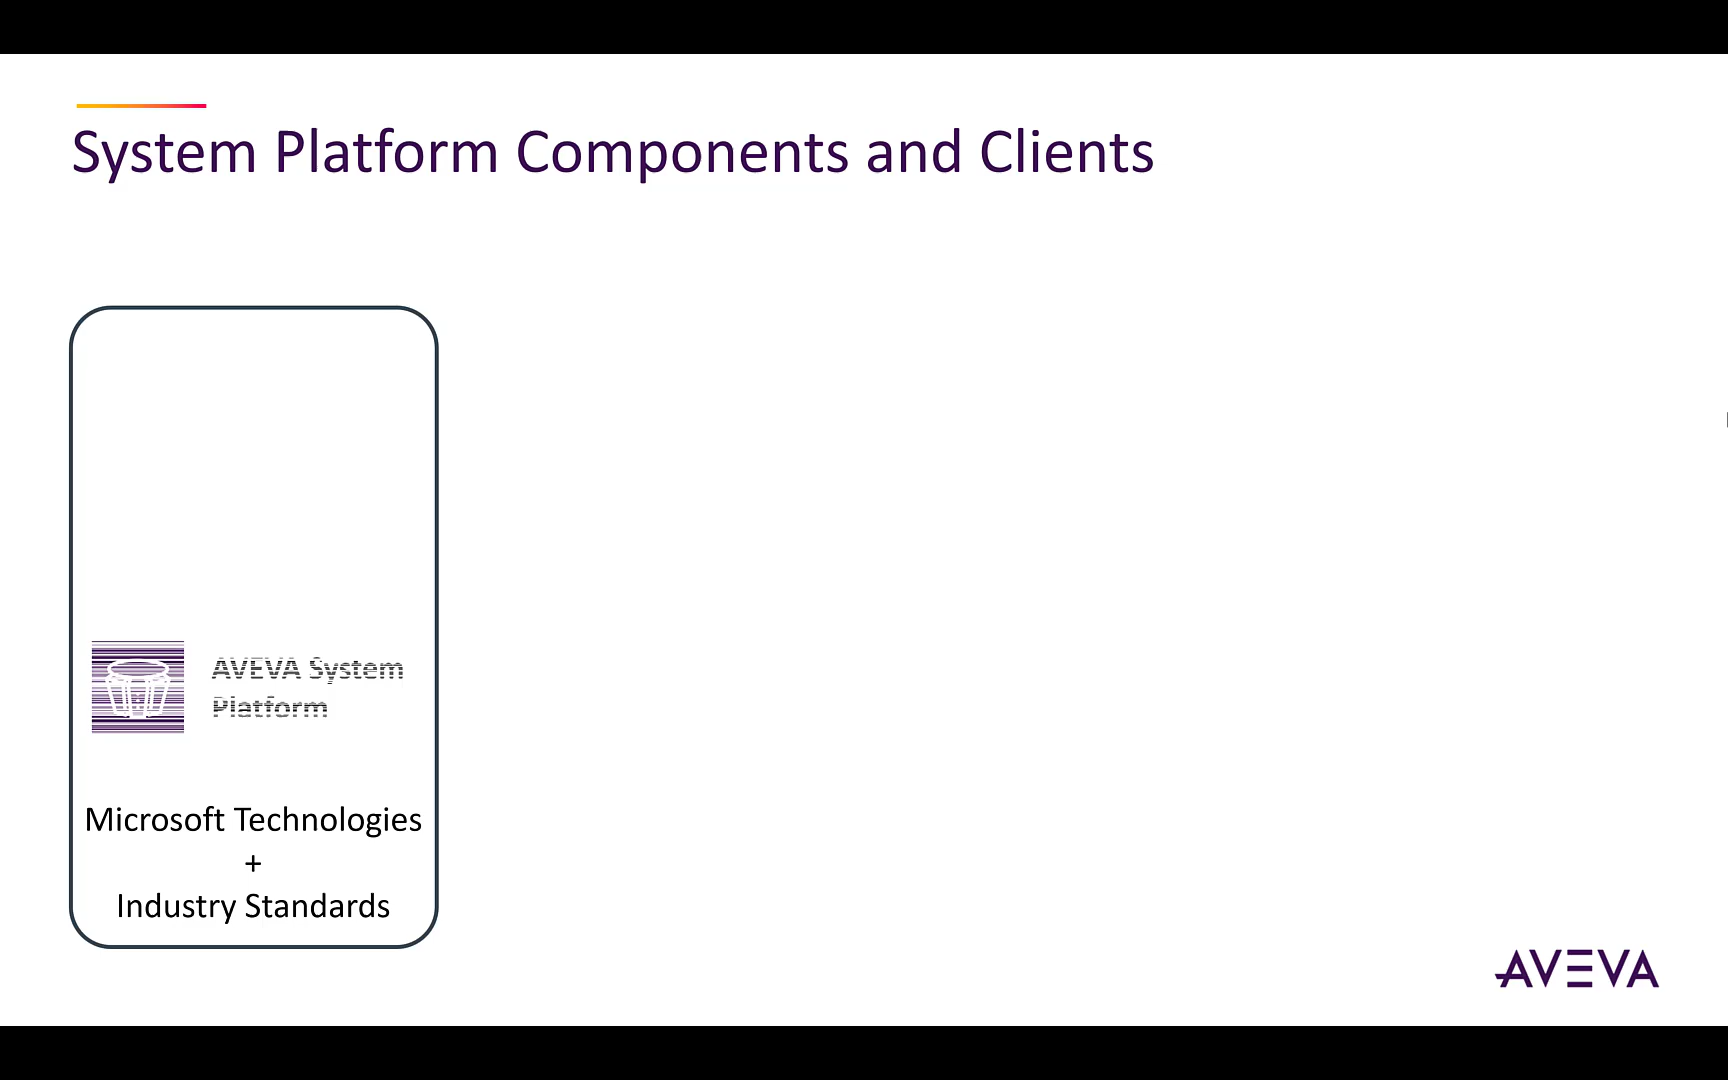 System Platform Components and Clients
AVEVA System
Platform
Microsoft Technologies
+
Industry Standards
AVEVA